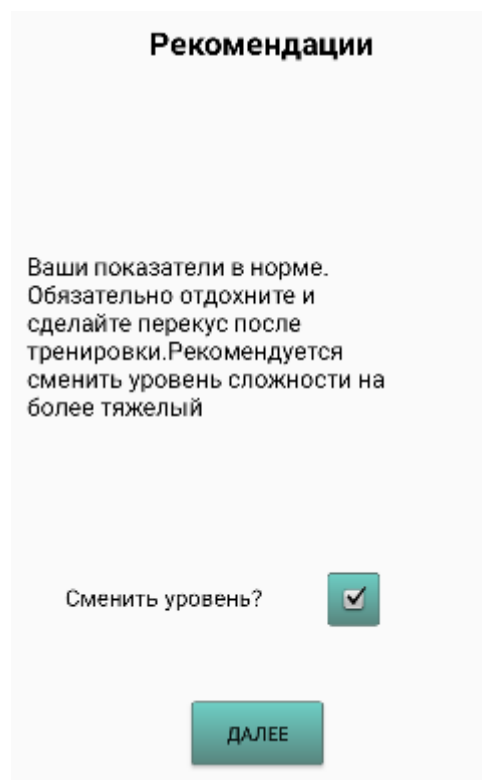 Рекомендации
Ваши показатели в норме.
Обязательно отдохните и
сделайте перекус после
тренировки.Рекомендуется
сменить уровень сложности на
более тяжелый
Сменить уровень?
ДАЛЕЕ